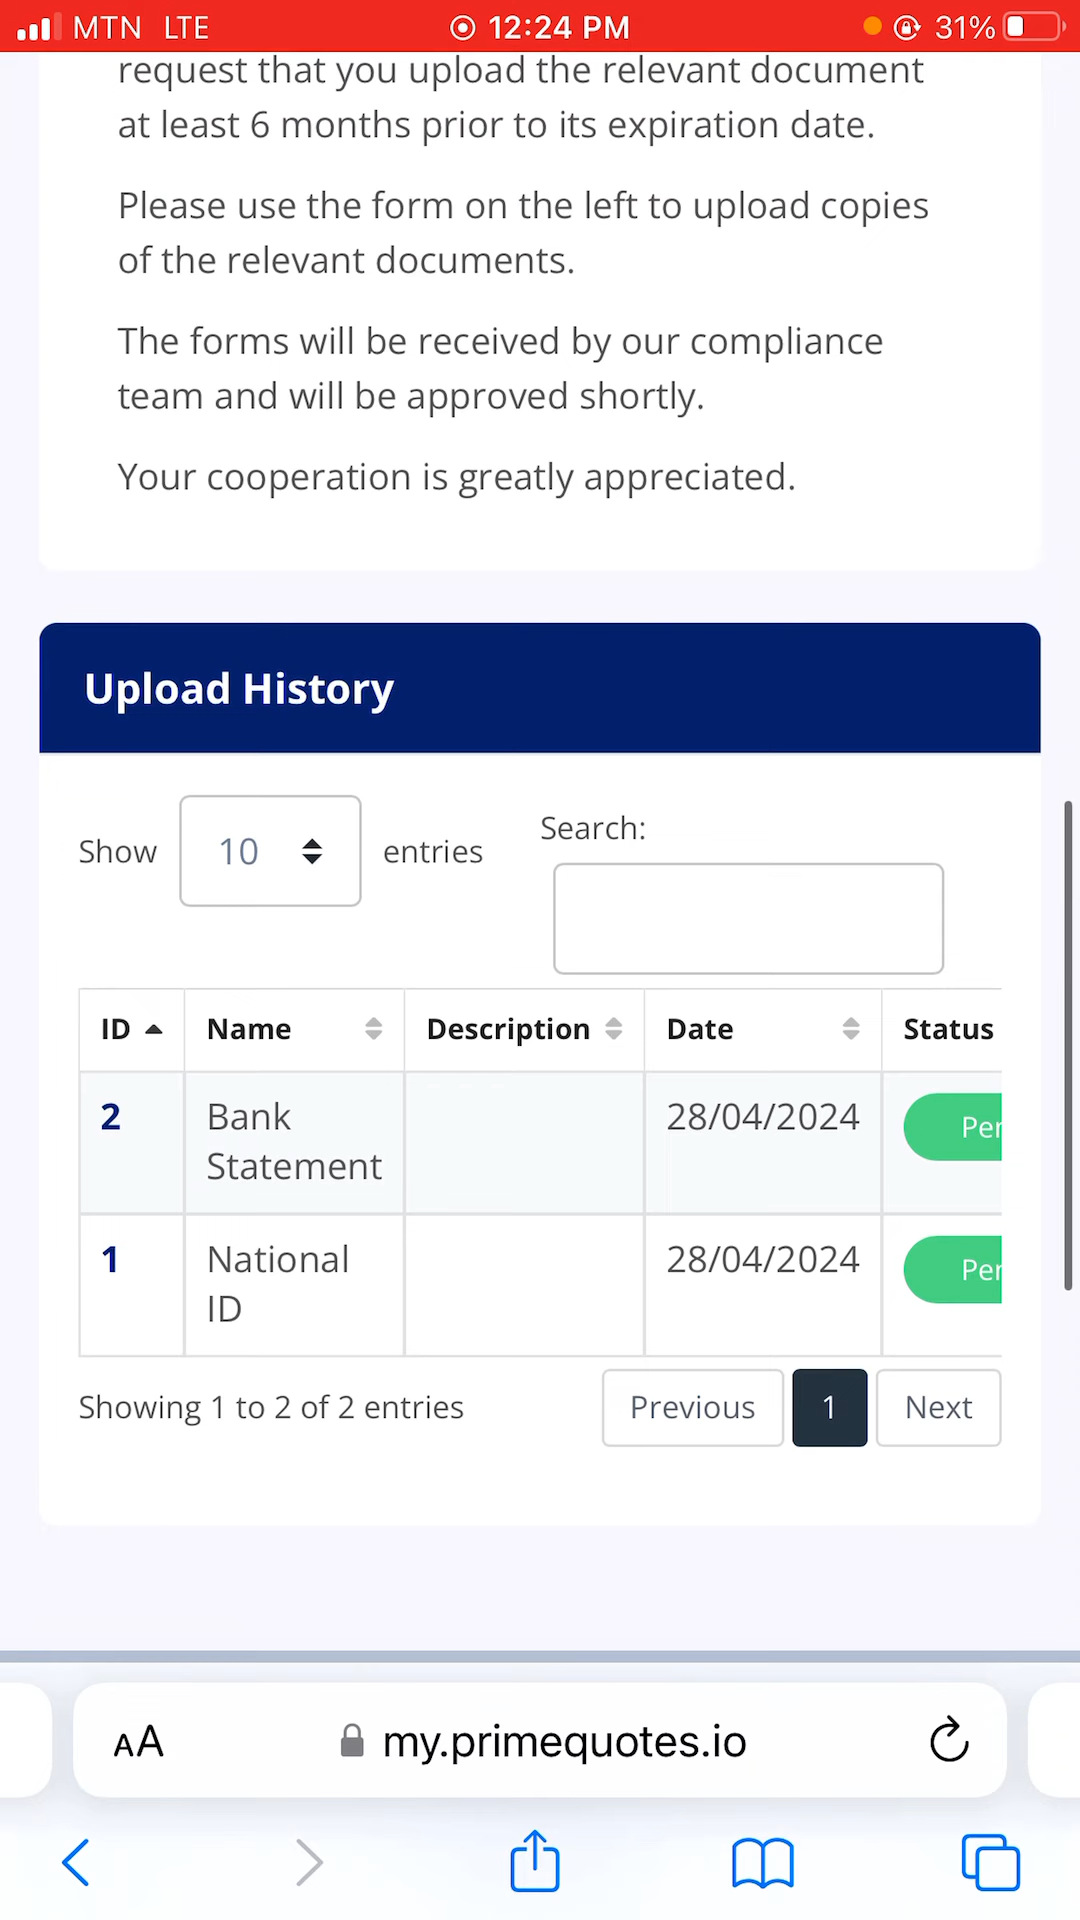 MTN LTE 12:24 PM 31%
request that you upload the relevant document
at least 6 months prior to its expiration date.
Please use the form on the left to upload copies
of the relevant documents.
The forms will be received by our compliance
team and will be approved shortly.
Your cooperation is greatly appreciated.
Upload History
Show 10 entries Search:
ID Name Description Date Status
2 Bank 28/04/2024 Per
Statement
1 National 28/04/2024 Per
ID
Showing 1 to 2 of 2 entries Previous 1 Next
AA my.primequotes.io